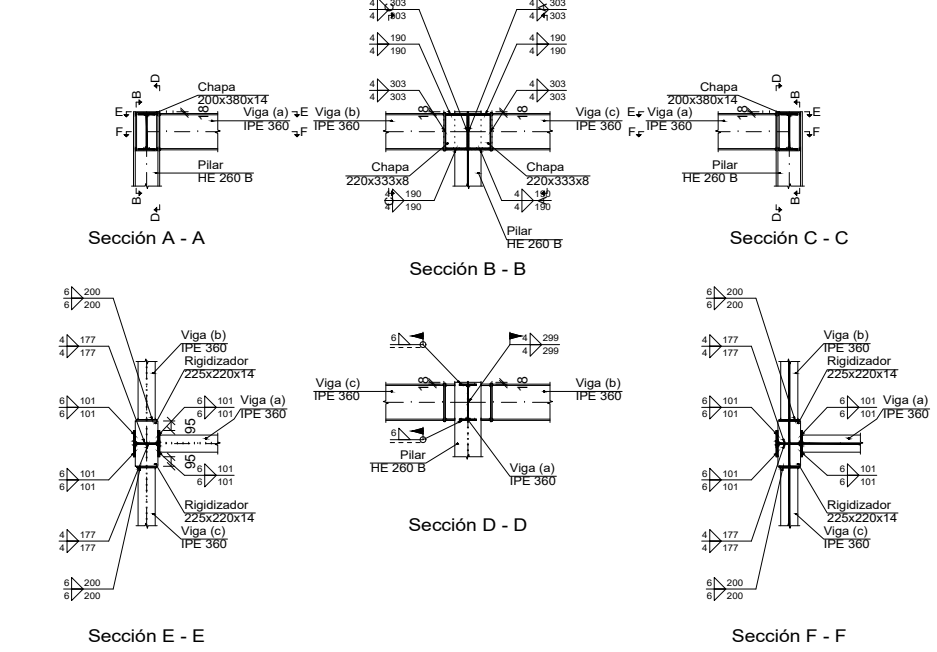 4 303
4 303
4 190
4 190
4 303
4 303
4 303
4 303
4 190
4 190
4 303
4 303
D
B
Chapa
200x380x14
18
E
E
F
F
Viga (a)
IPE 360
Pilar
HE 260 B
B
D
Sección A - A
Viga (b)
IPE 360
18
18
Viga (c)
IPE 360
Chapa
220x333x8
Chapa
220x333x8
4 190
4 190
4 190
Pilar
HE 260 B
Sección B - B
D
B
Chapa
200x380x14
18
E
E
F
F
Viga (a)
IPE 360
Pilar
HE 260 B
B
D
Sección C - C
6 200
6 200
4 177
4 177
6 101
6 101
6 101
6 101
4 177
4 177
6 200
6 200
Viga (b)
IPE 360
Rigidizador
225x220x14
Viga (a)
IPE 360
6 101
6 101
95
95
6 101
6 101
Rigidizador
225x220x14
Viga (c)
IPE 360
Sección E - E
6
4 299
4 299
18
18
Viga (c)
IPE 360
Viga (b)
IPE 360
6
Pilar
HE 260 B
Viga (a)
IPE 360
Sección D - D
6 200
6 200
4 177
4 177
6 101
6 101
6 101
6 101
4 177
4 177
6 200
6 200
Viga (b)
IPE 360
Rigidizador
225x220x14
Viga (a)
IPE 360
6 101
6 101
6 101
6 101
Rigidizador
225x220x14
Viga (c)
IPE 360
Sección F - F